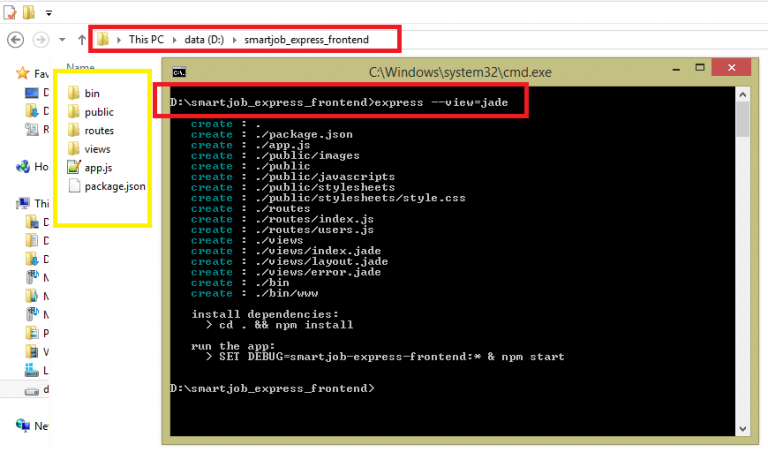 This PC data (D:) smartjob_express_frontend
Fav
Name
C:\Windows\system32\cmd.exe
bin
public
routes
views
app.js
package.json
Ho
Thi
Ne
D:\smartjob_express_frontend>express --view=jade
create : .
create : ./package.json
create : ./app.js
create : ./public/images
create : ./public
create : ./public/javascripts
create : ./public/stylesheets
create : ./public/stylesheets/style.css
create : ./routes
create : ./routes/index.js
create : ./routes/users.js
create : ./views
create : ./views/index.jade
create : ./views/layout.jade
create : ./views/error.jade
create : ./bin
create : ./bin/www
install dependencies:
> cd . && npm install
run the app:
> SET DEBUG=smartjob-express-frontend:* & npm start
D:\smartjob_express_frontend>